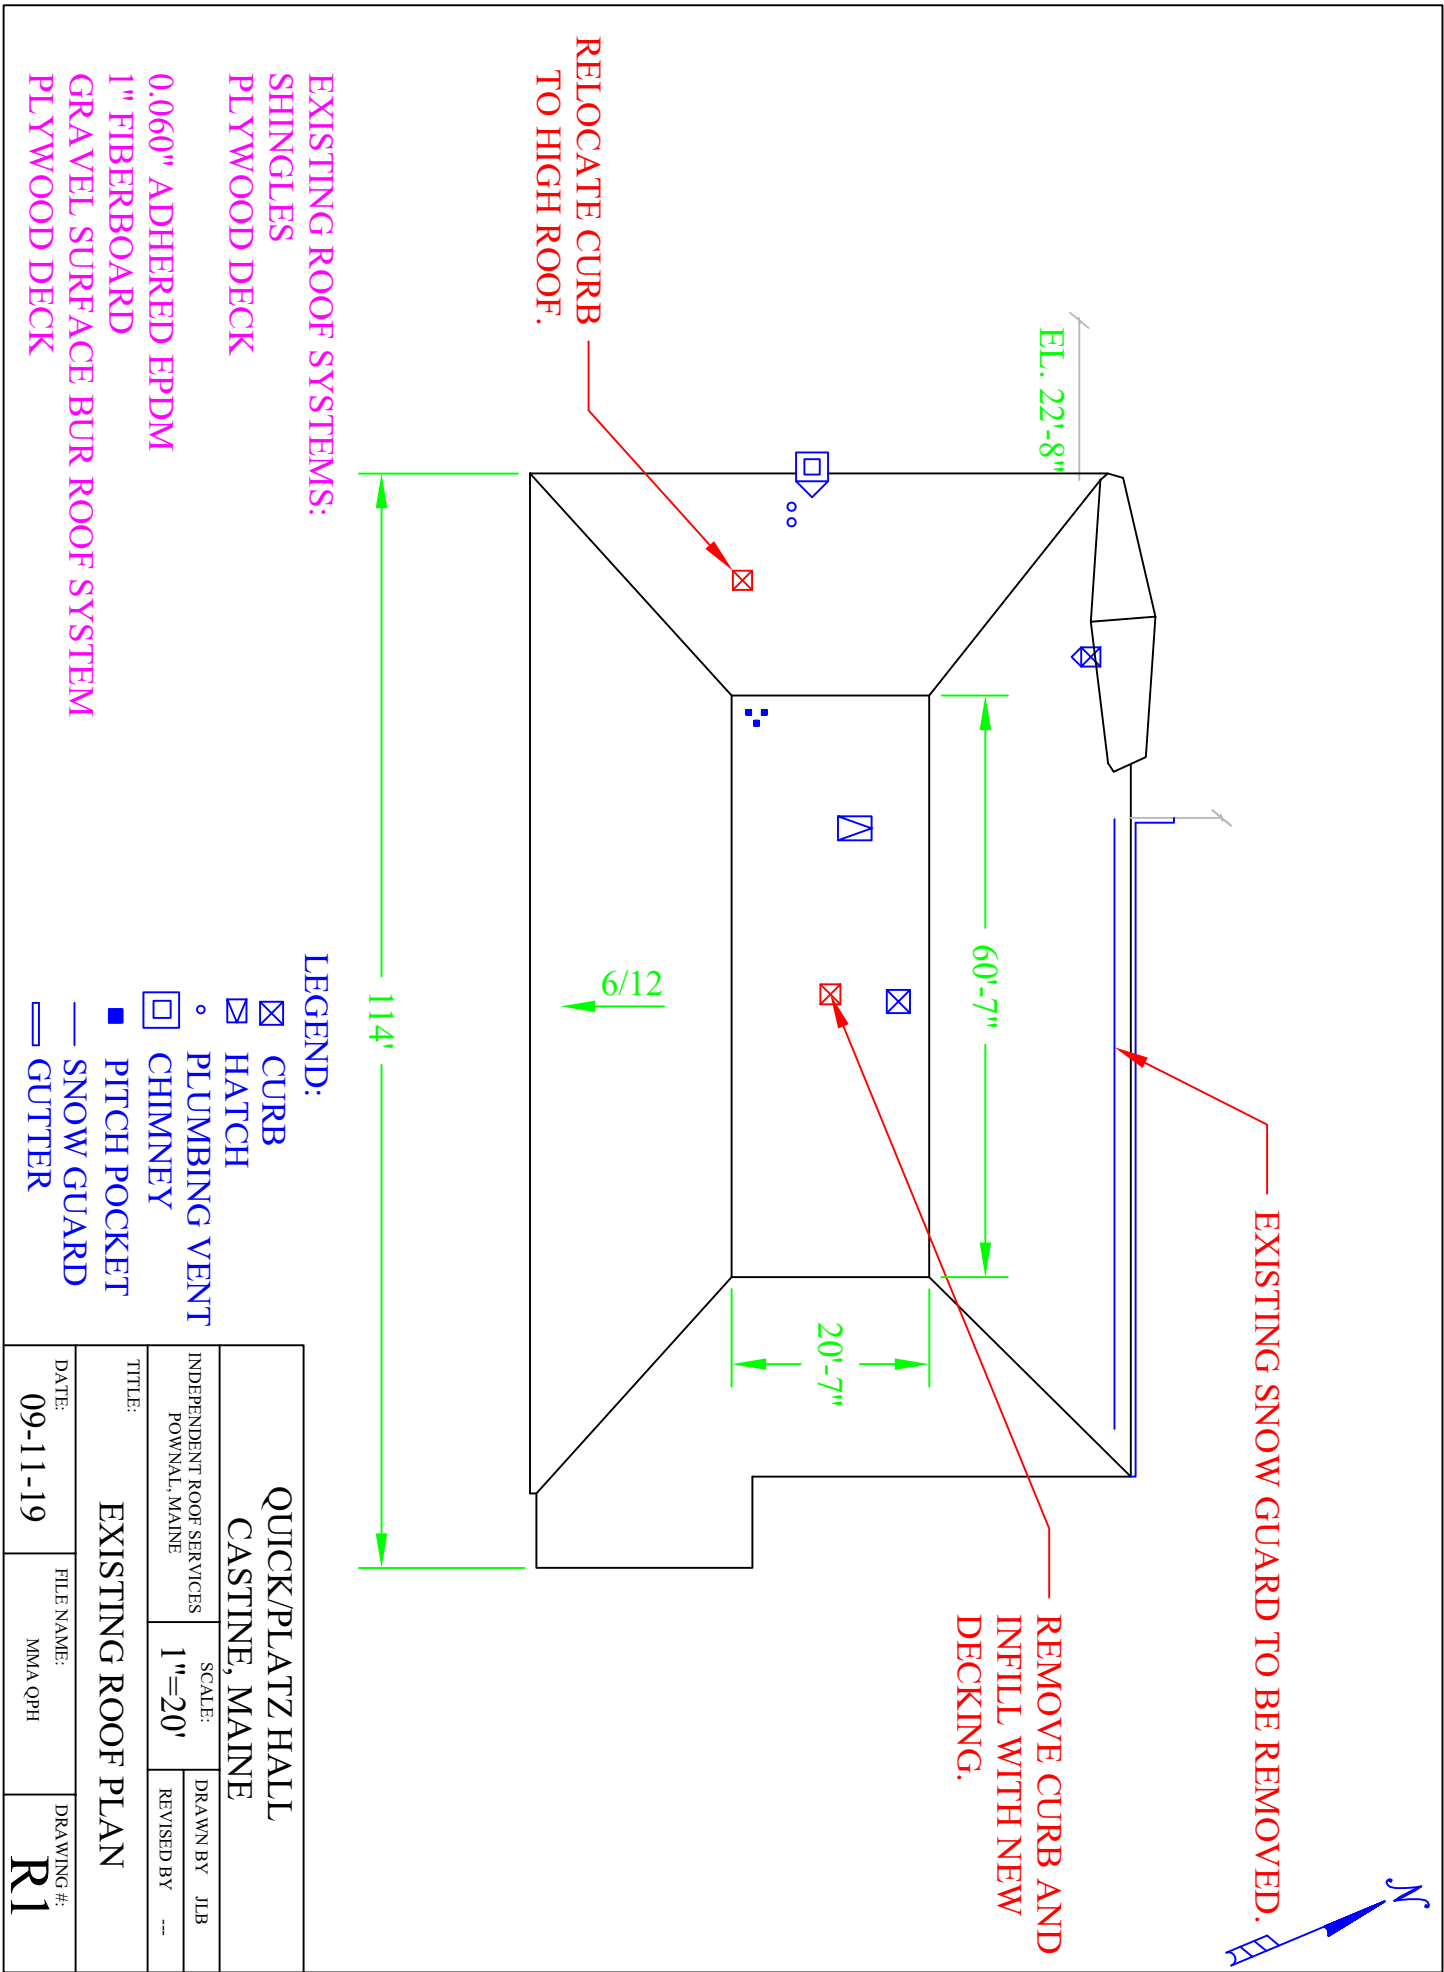 EXISTING SNOW GUARD TO BE REMOVED.
N
EL. 22'-8"
REMOVE CURB AND
INFILL WITH NEW
DECKING.
60'-7"
20'-7"
6/12
114'
RELOCATE CURB
TO HIGH ROOF.
EXISTING ROOF SYSTEMS:
SHINGLES
PLYWOOD DECK
0.060" ADHERED EPDM
1" FIBERBOARD
GRAVEL SURFACE BUR ROOF SYSTEM
PLYWOOD DECK
LEGEND:
CURB
HATCH
PLUMBING VENT
CHIMNEY
PITCH POCKET
SNOW GUARD
GUTTER
QUICK/PLATZ HALL
CASTINE, MAINE
INDEPENDENT ROOF SERVICES
POWNAL, MAINE
SCALE:
1"=20'
DRAWN BY JLB
REVISED BY ---
TITLE:
EXISTING ROOF PLAN
DATE:
09-11-19
FILE NAME:
MMA QPH
DRAWING #:
R1